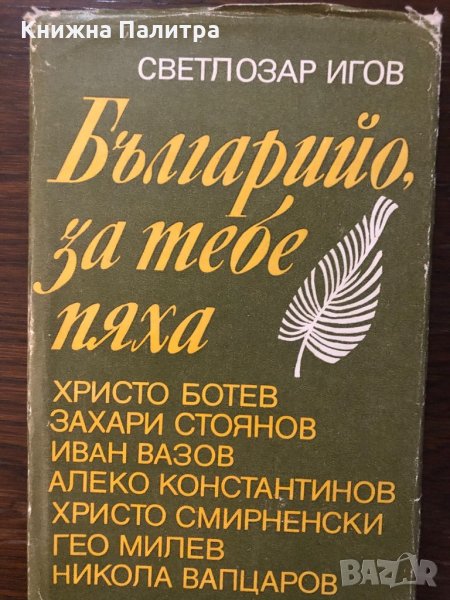 Книжна Палитра
СВЕТЛОЗАР ИГОВ
Българийо,
за тебе
пяха
ХРИСТО БОТЕВ
ЗАХАРИ СТОЯНОВ
ИВАН ВАЗОВ
АЛЕКО КОНСТАНТИНОВ
ХРИСТО СМИРНЕНСКИ
ГЕО МИЛЕВ
НИКОЛА ВАПЦАРОВ
BAZAR